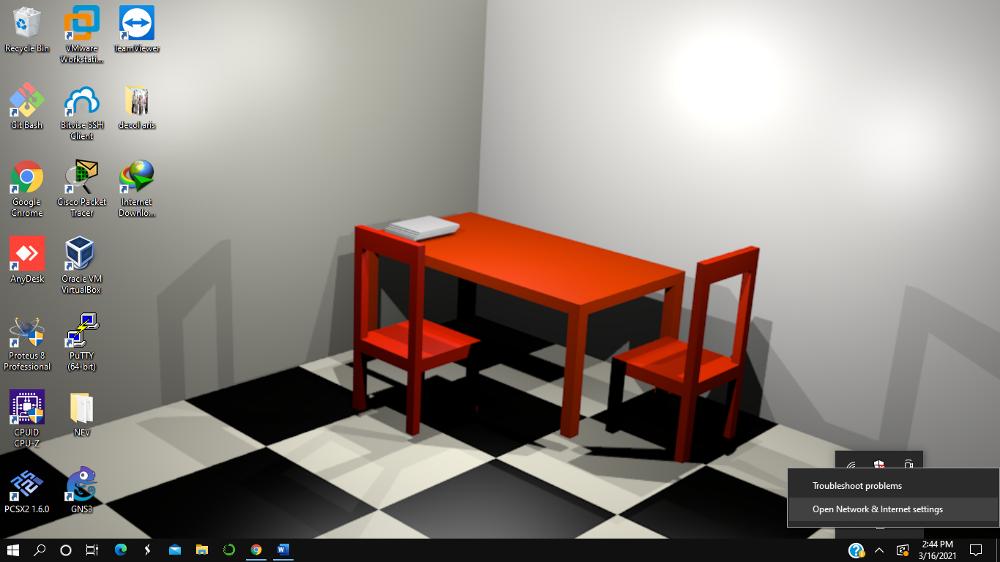 Recycle Bin
VMware
Workstati...
TeamViewer
Git Bash
Bitvise SSH
Client
decol aris
Google
Chrome
Cisco Packet
Tracer
Internet
Downlo...
AnyDesk
Oracle VM
VirtualBox
Proteus 8
Professional
PuTTY
(64-bit)
CPUID
CPU-Z
NEV
PCSX2 1.6.0
GNS3
Troubleshoot problems
Open Network & Internet settings
2:44 PM
3/16/2021